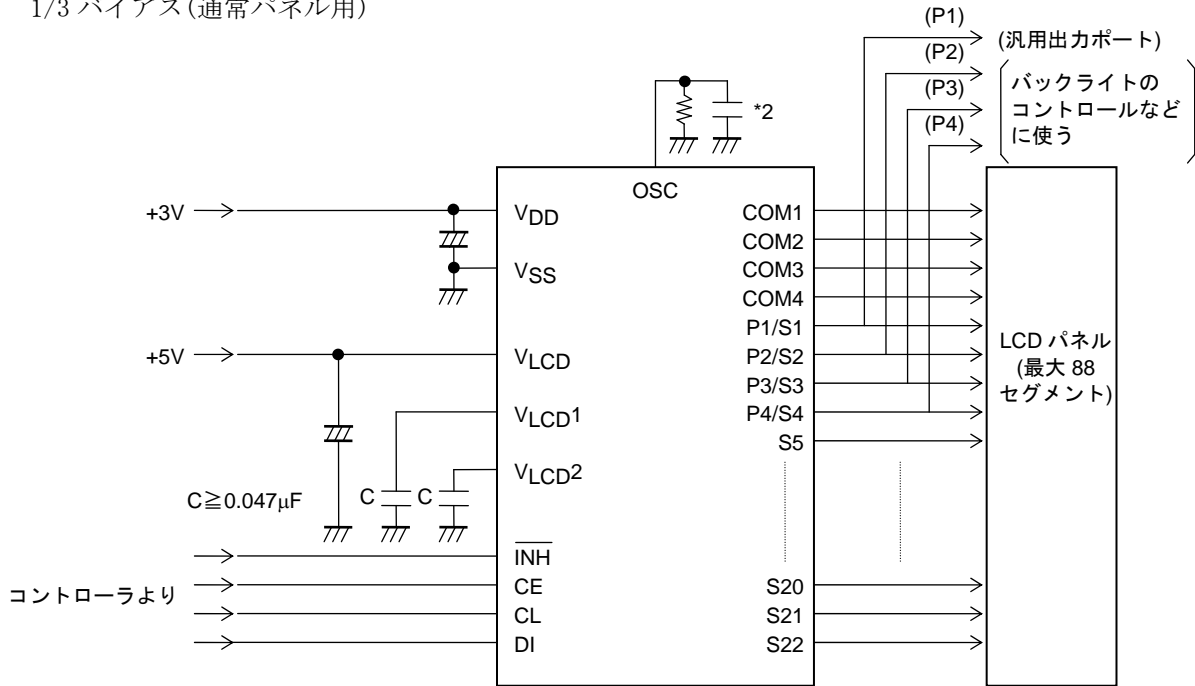 1/3 バイアス(通常パネル用)
(P1)
(汎用出力ポート)
(P2)
(P3)
(P4)
バックライトの
コントロールなど
に使う
*2
OSC
+3V
VDD
VSS
+5V
VLCD
VLCD1
VLCD2
C≧0.047μF
C
C
INH
CE
CL
DI
コントローラより
COM1
COM2
COM3
COM4
P1/S1
P2/S2
P3/S3
P4/S4
S5
S20
S21
S22
LCD パネル
(最大 88
セグメント)